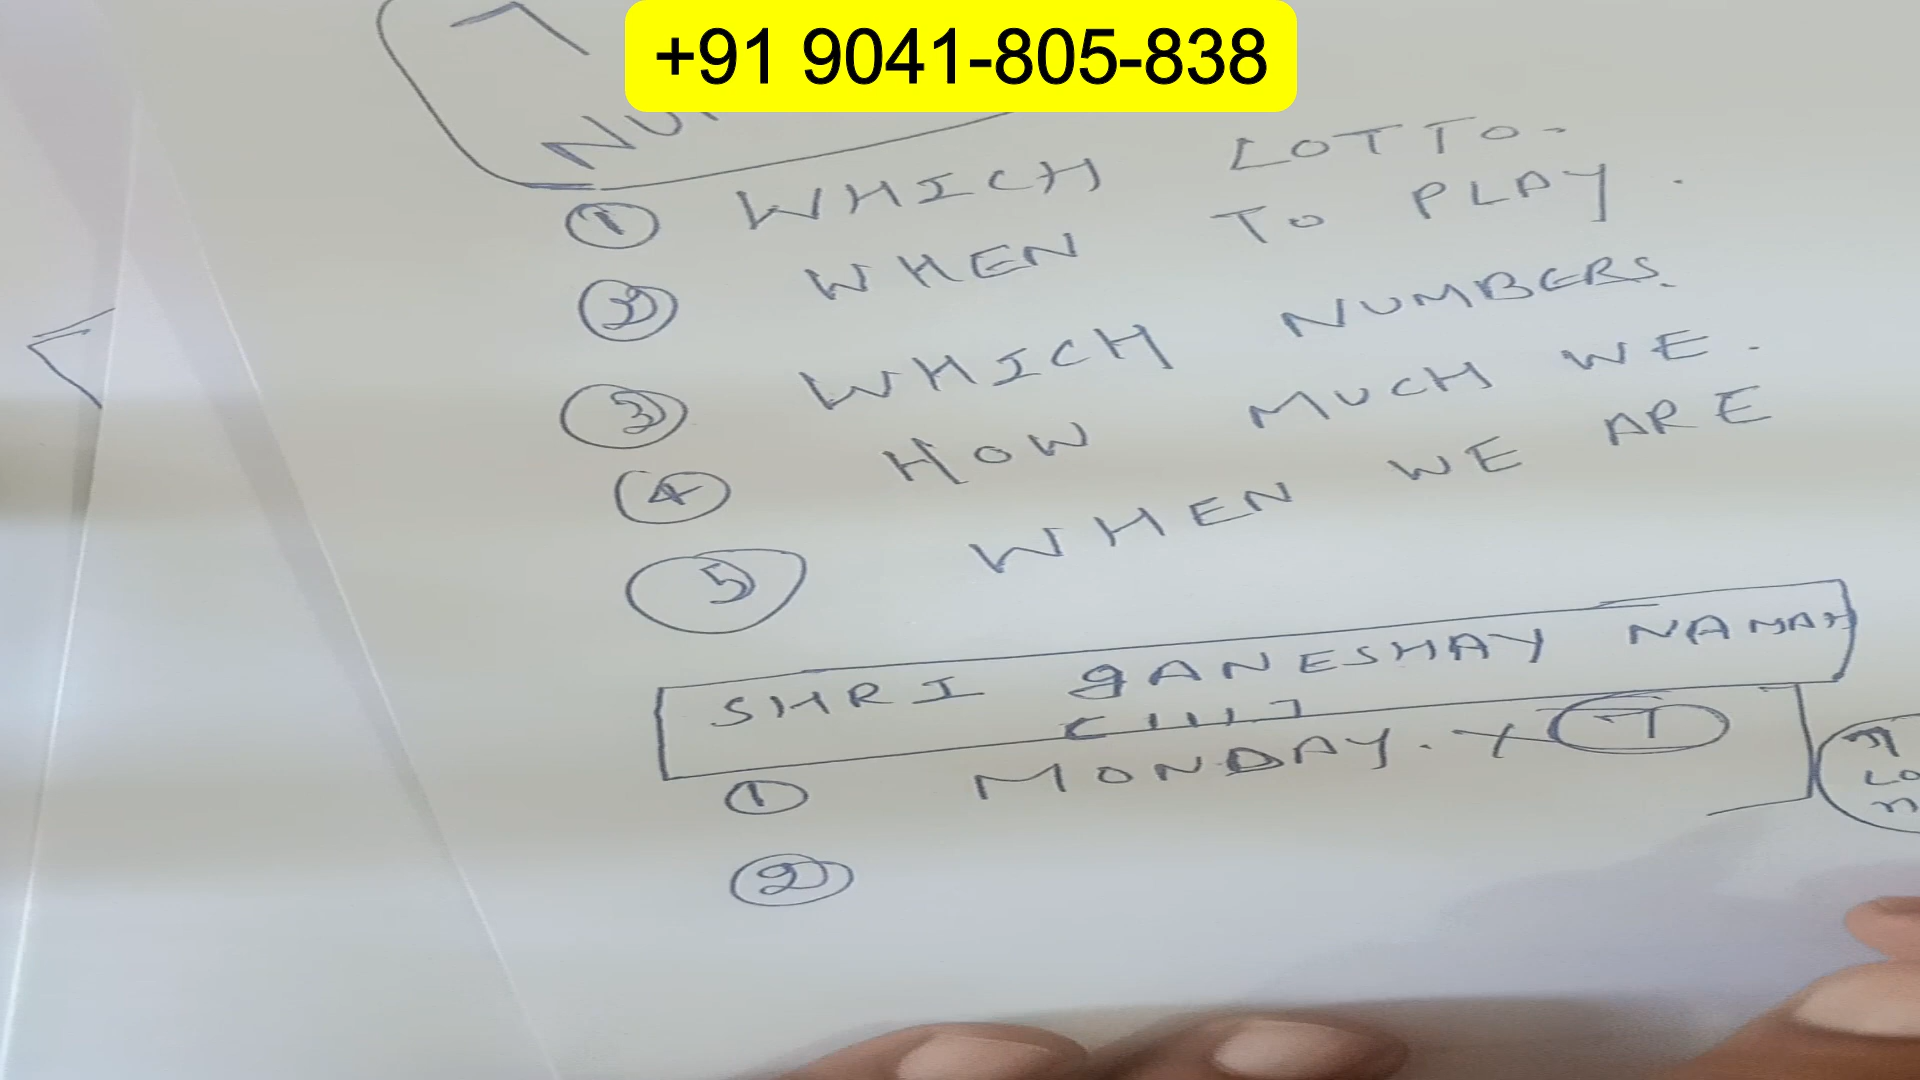 +91 9041-805-838
① WHICH LOTTO.
② WHEN TO PLAY.
③ WHICH NUMBERS.
④ HOW MUCH WE.
⑤ WHEN WE ARE
SHRI GANESHAY NAMAH
① MONDAY. X 7
②